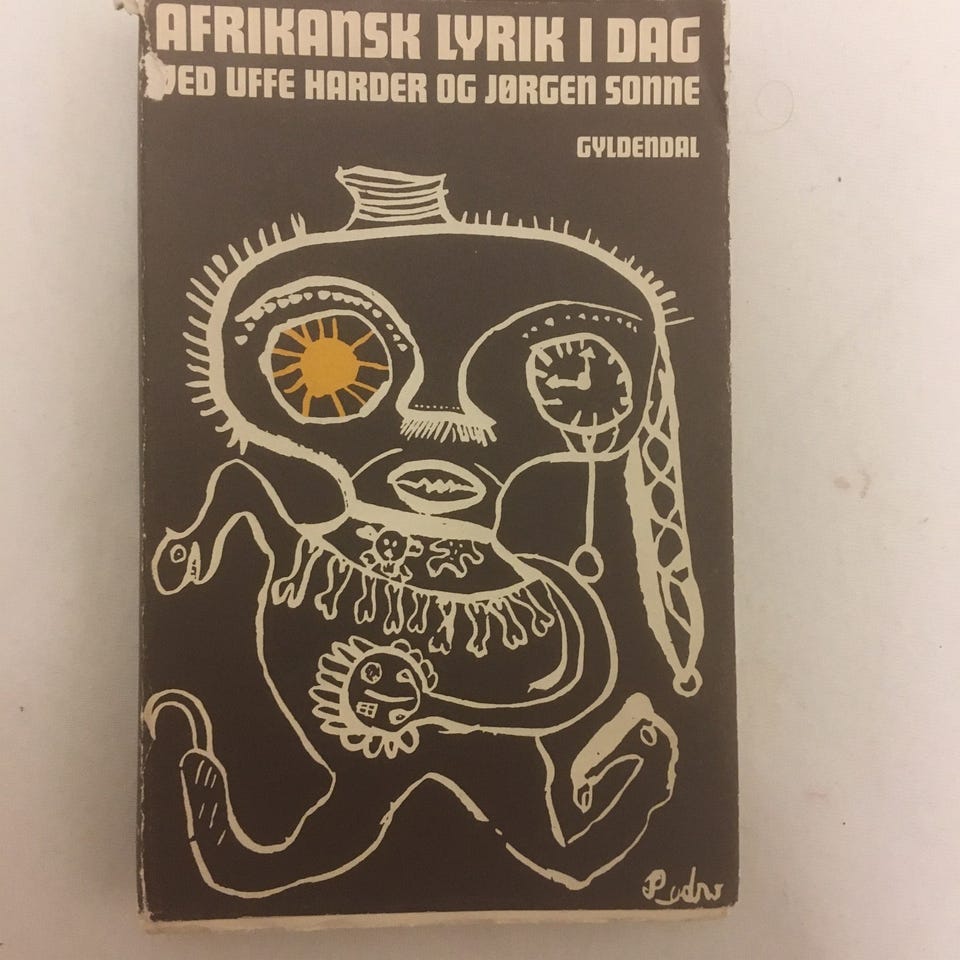 AFRIKANSK LYRIK I DAG
VED UFFE HARDER OG JØRGEN SONNE
GYLDENDAL